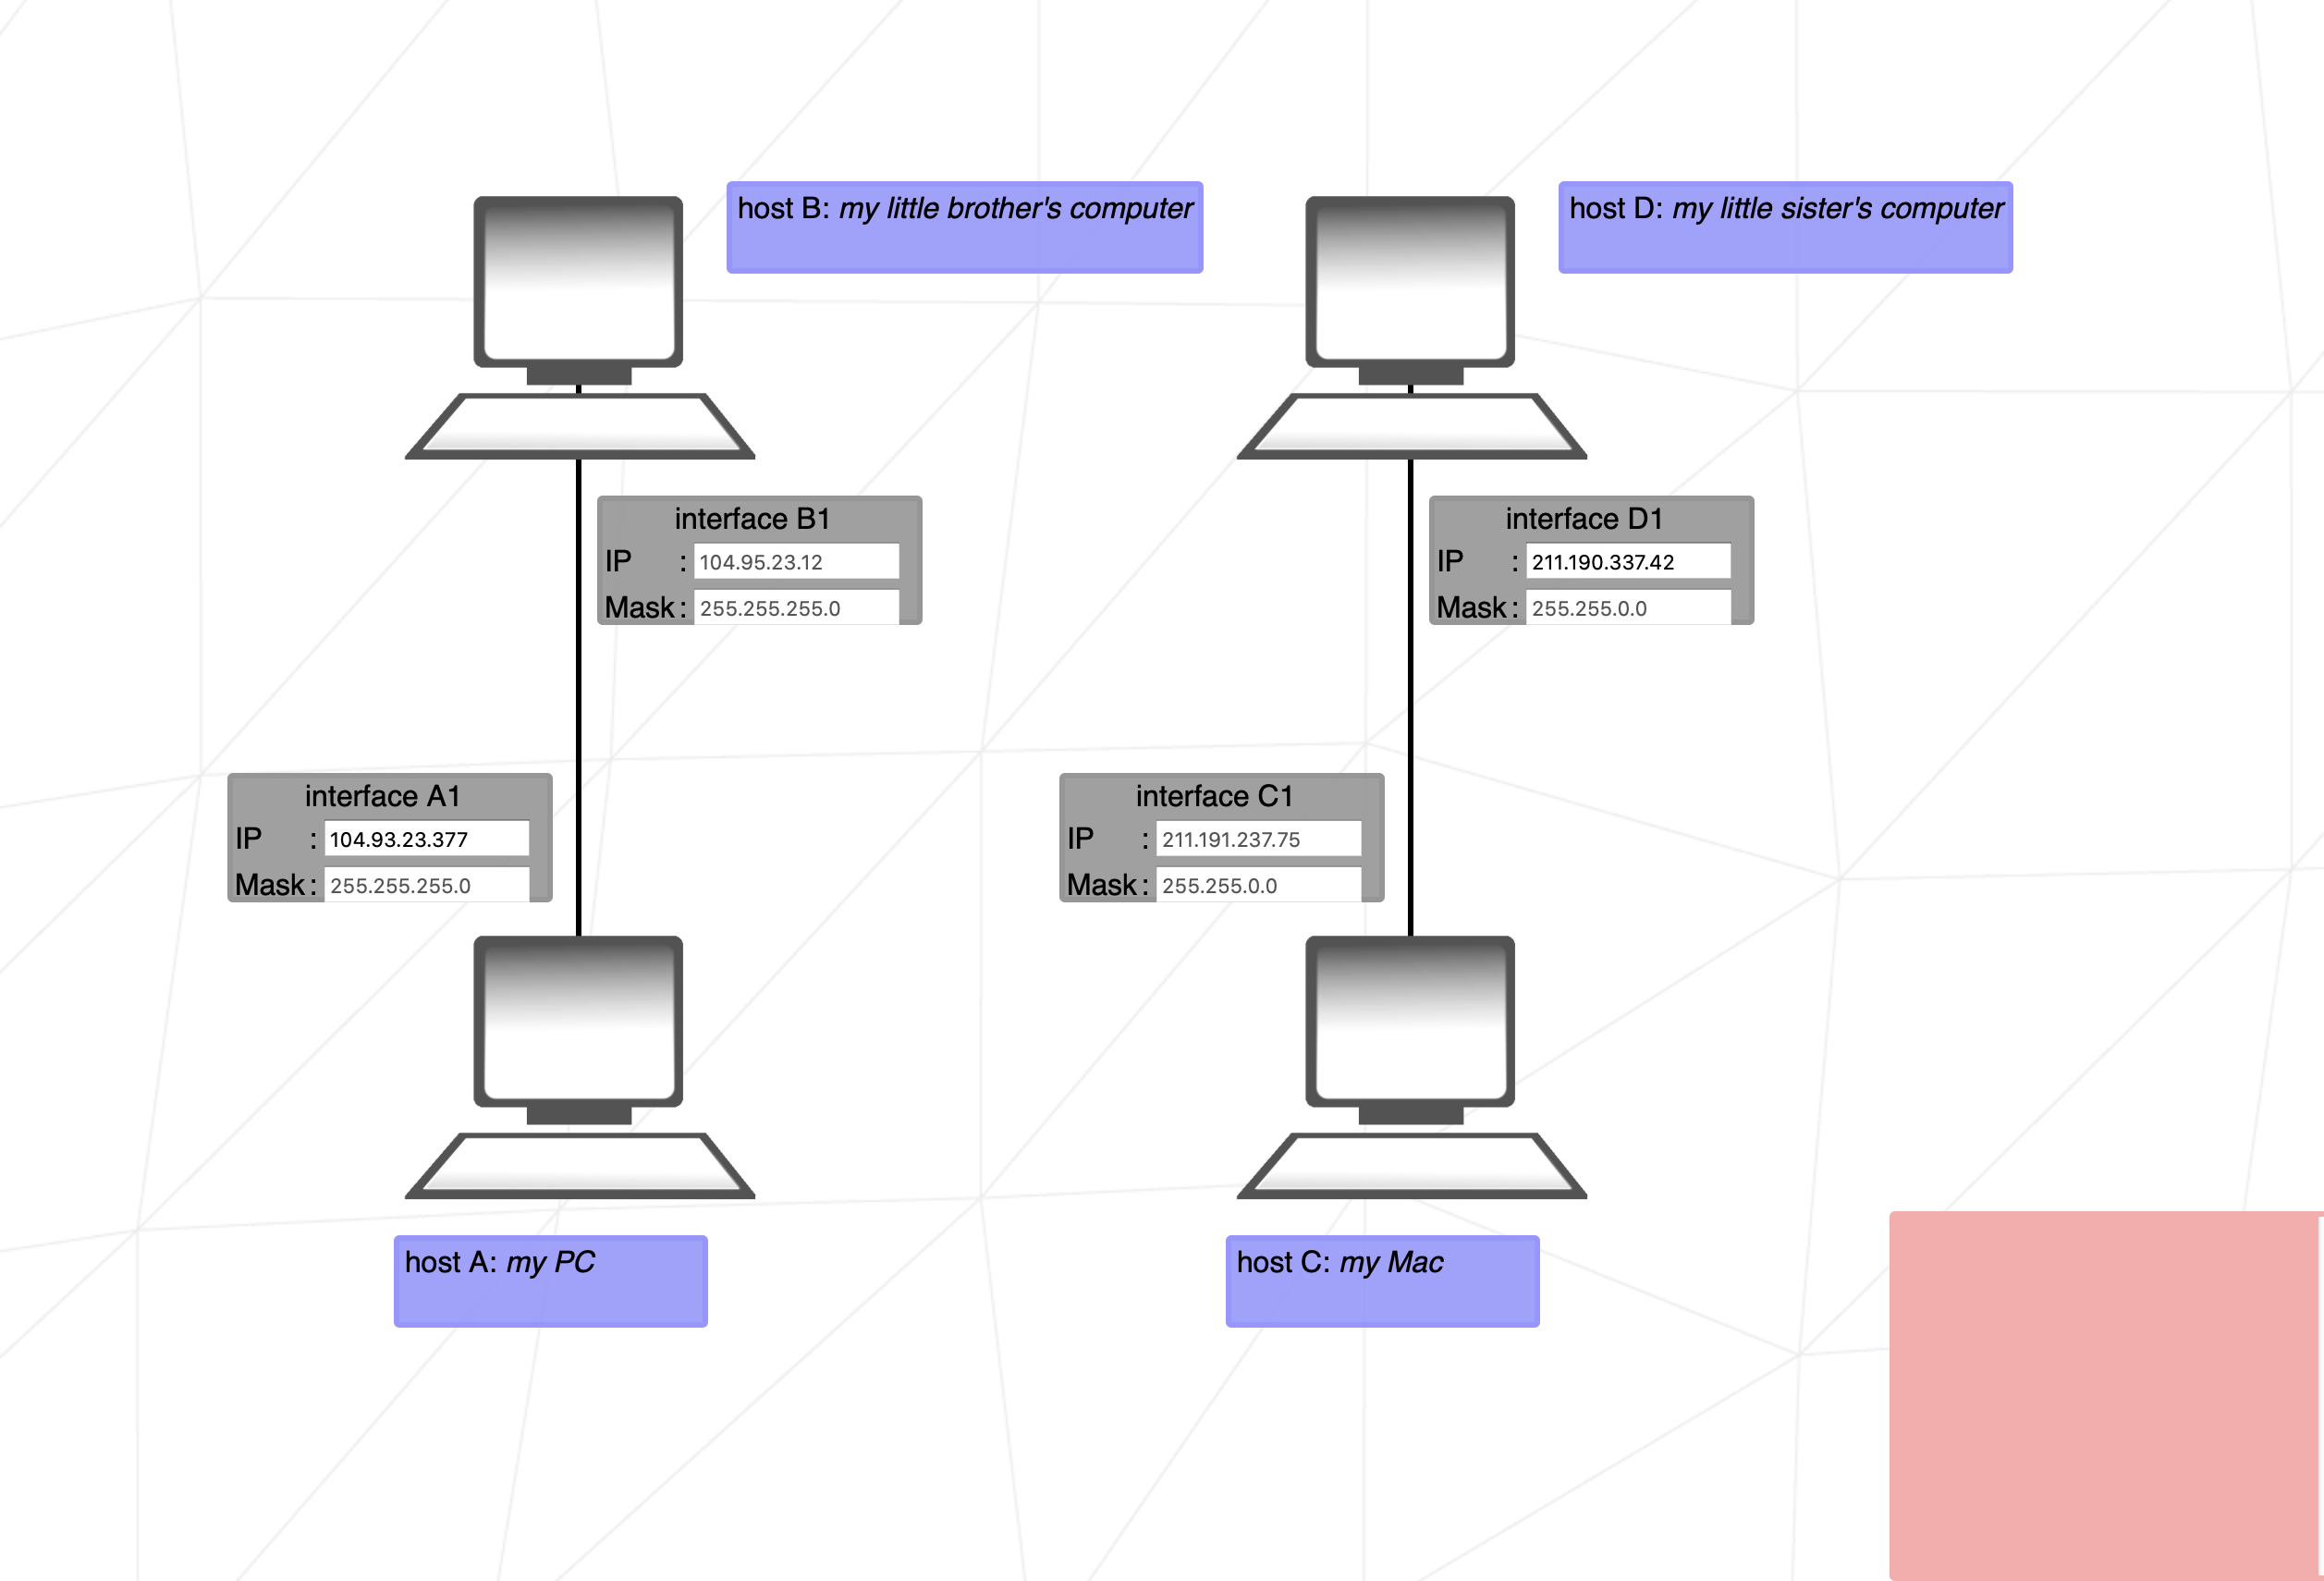 host B: my little brother's computer
host D: my little sister's computer
interface B1
IP : 104.95.23.12
Mask : 255.255.255.0
interface D1
IP : 211.190.337.42
Mask : 255.255.0.0
interface A1
IP : 104.93.23.377
Mask : 255.255.255.0
interface C1
IP : 211.191.237.75
Mask : 255.255.0.0
host A: my PC
host C: my Mac